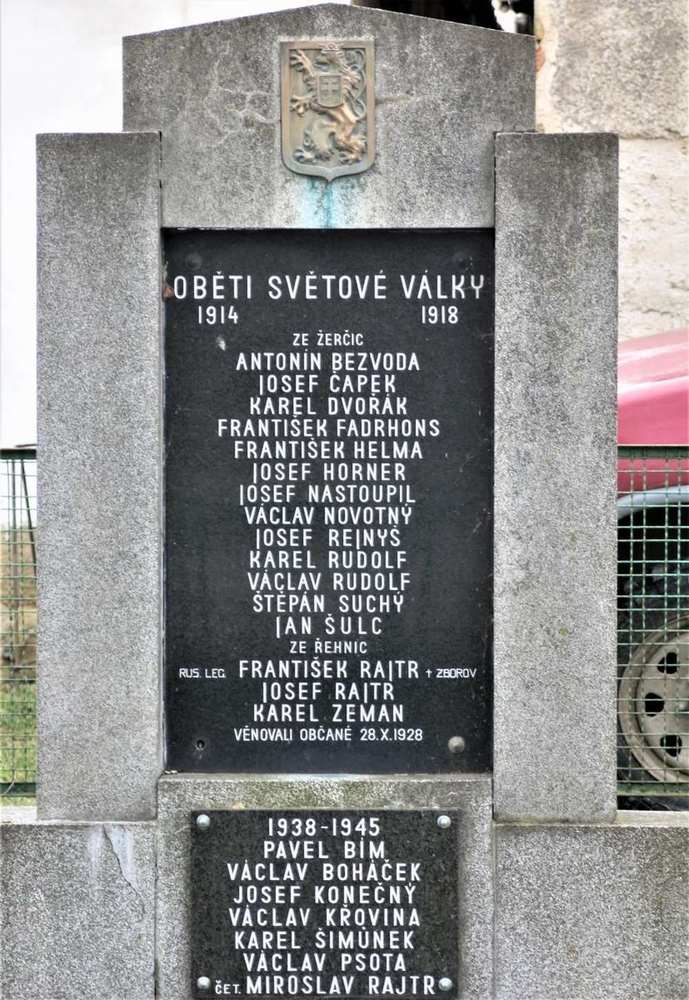 OBĚTI SVĚTOVÉ VÁLKY
1914 1918
ZE ŽERČIC
ANTONÍN BEZVODA
JOSEF ČAPEK
KAREL DVOŘÁK
FRANTIŠEK FADRHONS
FRANTIŠEK HELMA
JOSEF HORNER
JOSEF NASTOUPIL
VÁCLAV NOVOTNÝ
JOSEF REJNYŠ
KAREL RUDOLF
VÁCLAV RUDOLF
ŠTĚPÁN SUCHÝ
JAN ŠULC
ZE ŘEHNIC
RUS. LEG. FRANTIŠEK RAJTR + ZBOROV
JOSEF RAJTR
KAREL ZEMAN
VĚNOVALI OBČANÉ 28.X.1928
1938-1945
PAVEL BÍM
VÁCLAV BOHÁČEK
JOSEF KONEČNÝ
VÁCLAV KŘOVINA
KAREL ŠIMŮNEK
VÁCLAV PSOTA
ČET. MIROSLAV RAJTR